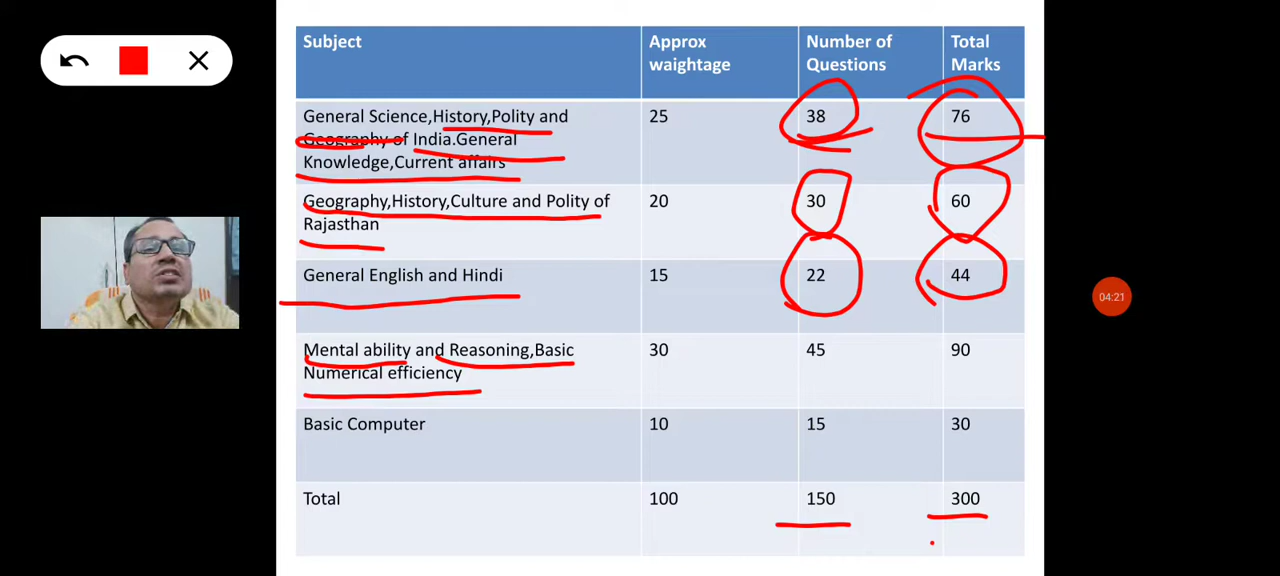 Subject
Approx
waightage
Number of
Questions
Total
Marks
General Science,History,Polity and
Geography of India.General
Knowledge,Current affairs
25
38
76
Geography,History,Culture and Polity of
Rajasthan
20
30
60
General English and Hindi
15
22
44
Mental ability and Reasoning,Basic
Numerical efficiency
30
45
90
Basic Computer
10
15
30
Total
100
150
300
04:21